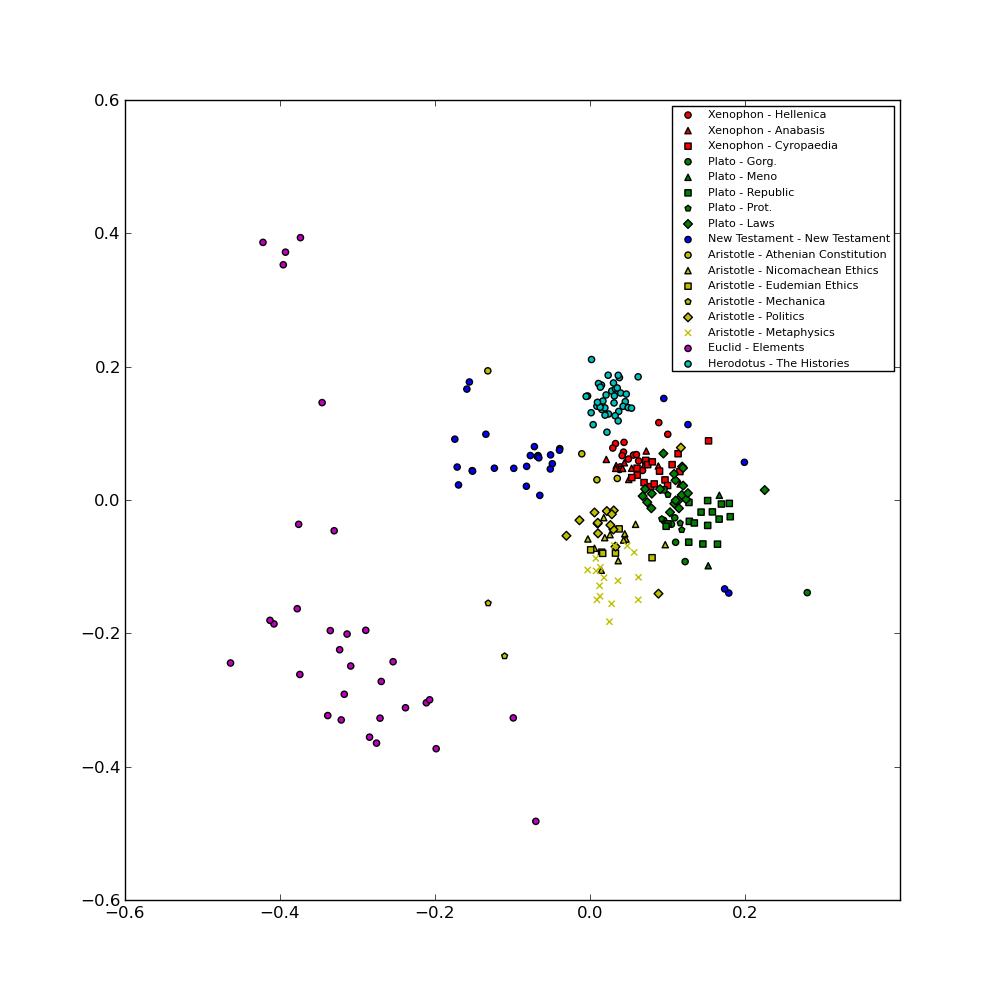 0.6
0.4
0.2
0.0
−0.2
−0.4
−0.6
−0.6
−0.4
−0.2
0.0
0.2
Xenophon - Hellenica
Xenophon - Anabasis
Xenophon - Cyropaedia
Plato - Gorg.
Plato - Meno
Plato - Republic
Plato - Prot.
Plato - Laws
New Testament - New Testament
Aristotle - Athenian Constitution
Aristotle - Nicomachean Ethics
Aristotle - Eudemian Ethics
Aristotle - Mechanica
Aristotle - Politics
Aristotle - Metaphysics
Euclid - Elements
Herodotus - The Histories